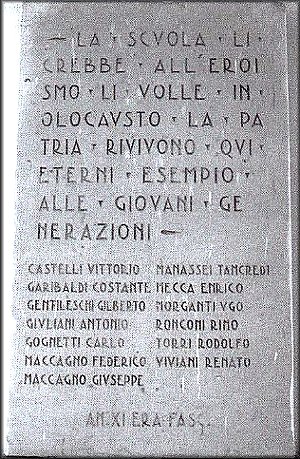 — LA · SCVOLA · LI
CREBBE · ALL'EROI
SMO · LI · VOLLE · IN
OLOCAVSTO · LA · PA
TRIA · RIVIVONO · QVI
ETERNI · ESEMPIO
ALLE · GIOVANI · GE
NERAZIONI —
CASTELLI VITTORIO MANASSEI TANCREDI
GARIBALDI COSTANTE MECCA ENRICO
GENTILESCHI GILBERTO MORGANTI VGO
GIVLIANI ANTONIO RONCONI RINO
GOGNETTI CARLO TORRI RODOLFO
MACCAGNO FEDERICO VIVIANI RENATO
MACCAGNO GIVSEPPE
AN. XI ERA FAS.